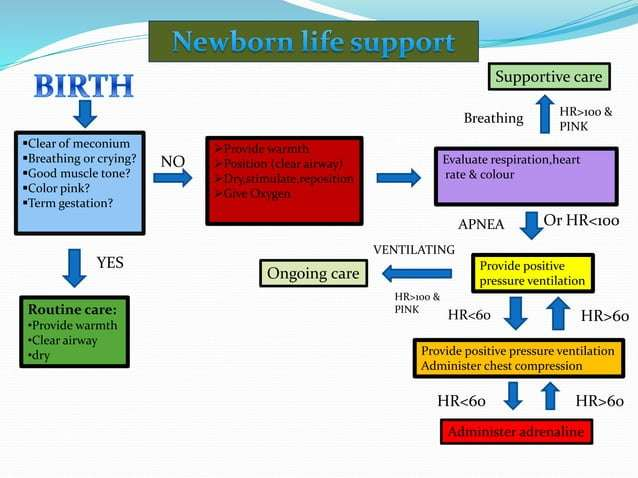 Newborn life support
BIRTH
▪Clear of meconium
▪Breathing or crying?
▪Good muscle tone?
▪Color pink?
▪Term gestation?
NO
➢Provide warmth
➢Position (clear airway)
➢Dry,stimulate,reposition
➢Give Oxygen
Supportive care
Breathing
HR>100 &
PINK
Evaluate respiration,heart
rate & colour
APNEA
Or HR<100
YES
Routine care:
•Provide warmth
•Clear airway
•dry
VENTILATING
Ongoing care
HR>100 &
PINK
Provide positive
pressure ventilation
HR<60
HR>60
Provide positive pressure ventilation
Administer chest compression
HR<60
HR>60
Administer adrenaline